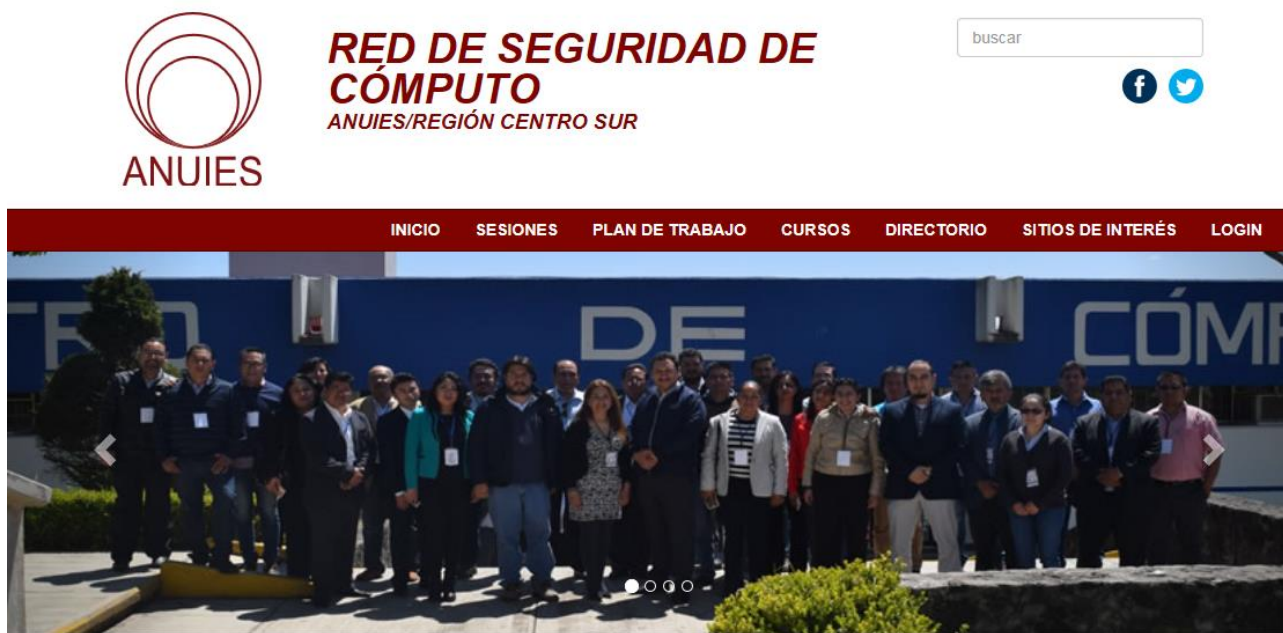 RED DE SEGURIDAD DE
CÓMPUTO
ANUIES/REGIÓN CENTRO SUR
buscar
ANUIES
INICIO SESIONES PLAN DE TRABAJO CURSOS DIRECTORIO SITIOS DE INTERÉS LOGIN
DE